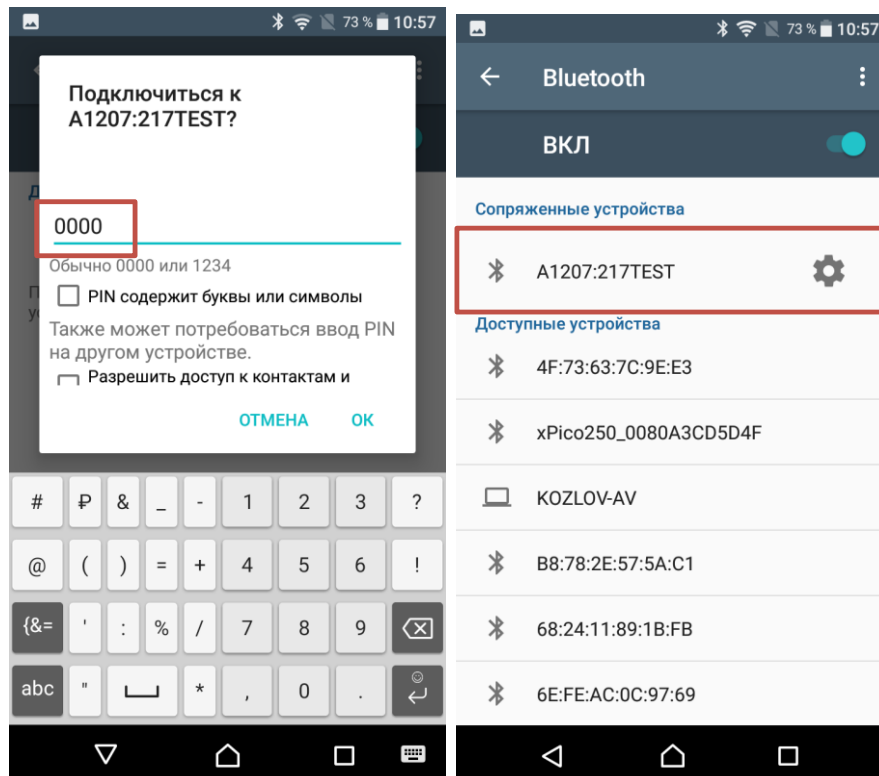 73 % 10:57
Подключиться к
A1207:217TEST?
0000
Обычно 0000 или 1234
PIN содержит буквы или символы
Также может потребоваться ввод PIN
на другом устройстве.
Разрешить доступ к контактам и
ОТМЕНА ОК
# ₽ & _ - 1 2 3 ?
@ ( ) = + 4 5 6 !
{&= ' : % / 7 8 9
abc " * , 0 .
73 % 10:57
Bluetooth
ВКЛ
Сопряженные устройства
A1207:217TEST
Доступные устройства
4F:73:63:7C:9E:E3
xPico250_0080A3CD5D4F
KOZLOV-AV
B8:78:2E:57:5A:C1
68:24:11:89:1B:FB
6E:FE:AC:0C:97:69